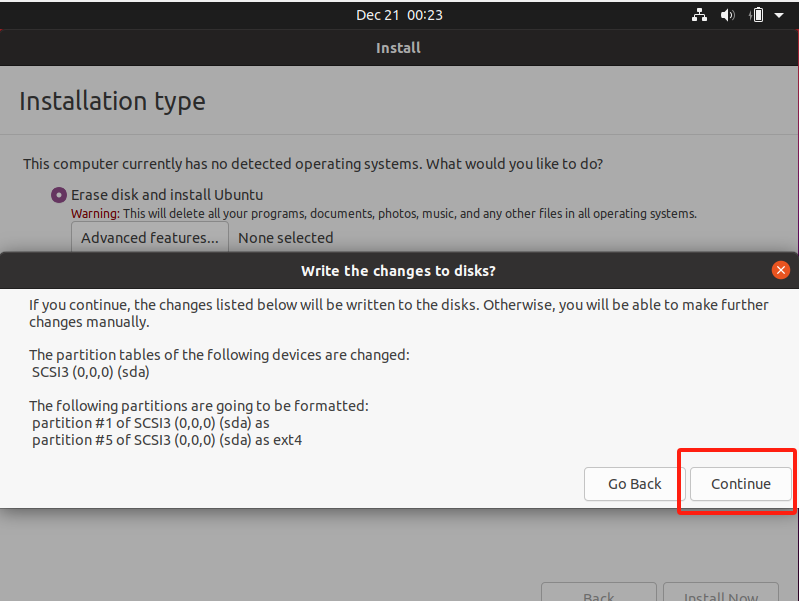 Dec 21 00:23
Install
Installation type
This computer currently has no detected operating systems. What would you like to do?
Erase disk and install Ubuntu
Warning: This will delete all your programs, documents, photos, music, and any other files in all operating systems.
Advanced features... None selected
Write the changes to disks?
If you continue, the changes listed below will be written to the disks. Otherwise, you will be able to make further
changes manually.
The partition tables of the following devices are changed:
SCSI3 (0,0,0) (sda)
The following partitions are going to be formatted:
partition #1 of SCSI3 (0,0,0) (sda) as
partition #5 of SCSI3 (0,0,0) (sda) as ext4
Go Back Continue
Back Install Now